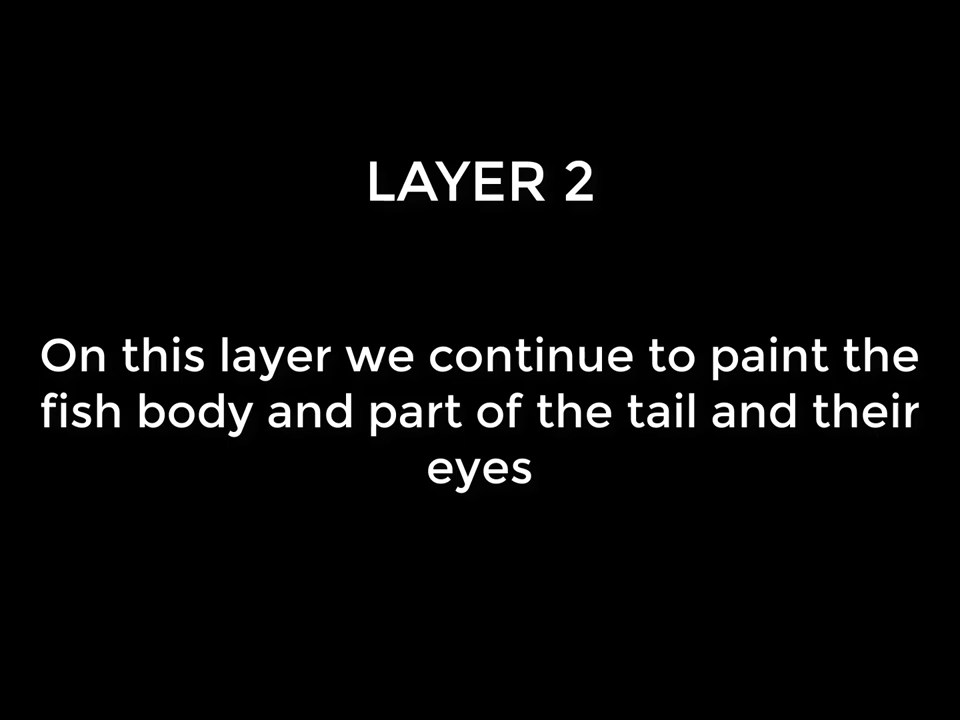 LAYER 2
On this layer we continue to paint the
fish body and part of the tail and their
eyes